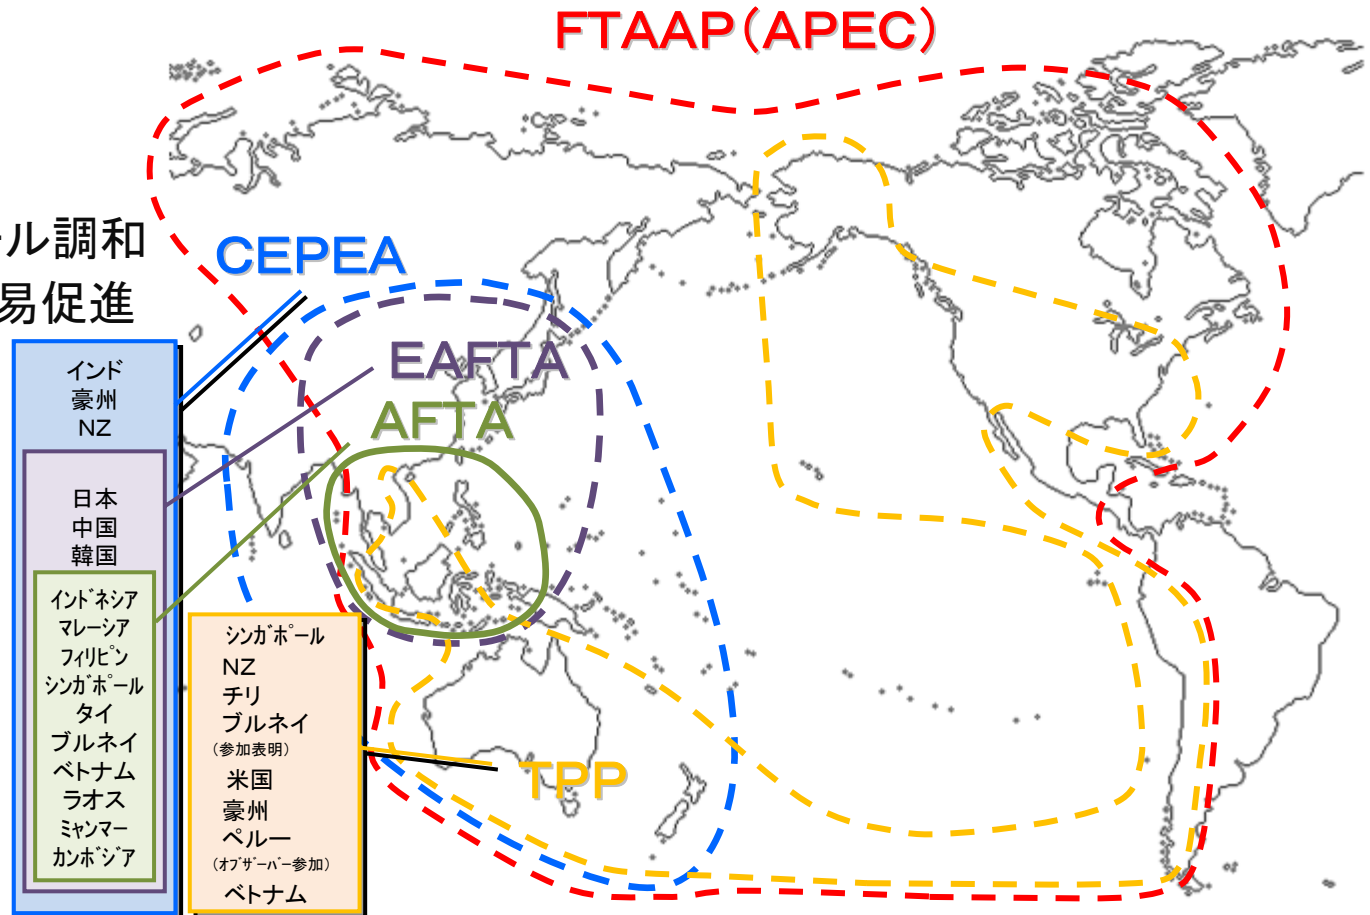 FTAAP(APEC)
ール調和
易促進
CEPEA
EAFTA
AFTA
インド
豪州
NZ
日本
中国
韓国
インドネシア
マレーシア
フィリピン
シンガポール
タイ
ブルネイ
ベトナム
ラオス
ミャンマー
カンボジア
シンガポール
NZ
チリ
ブルネイ
(参加表明)
米国
豪州
ペルー
(オブザーバー参加)
ベトナム
TPP